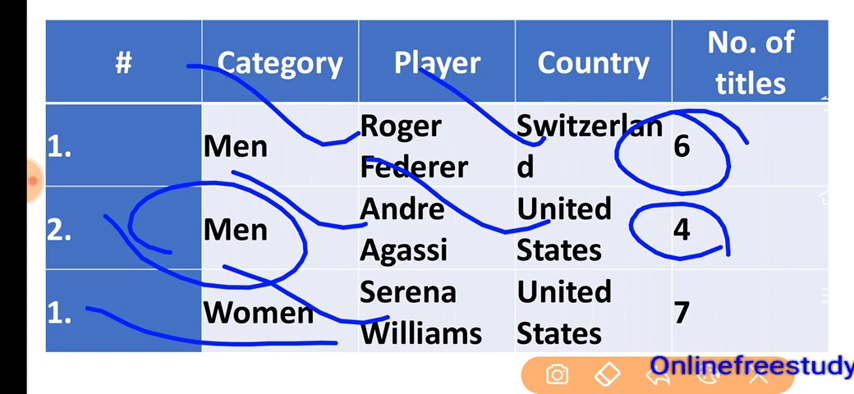 # Category Player Country No. of
titles
1. Men Roger
Federer Switzerlan
d 6
2. Men Andre
Agassi United
States 4
1. Women Serena
Williams United
States 7
Onlinefreestudy